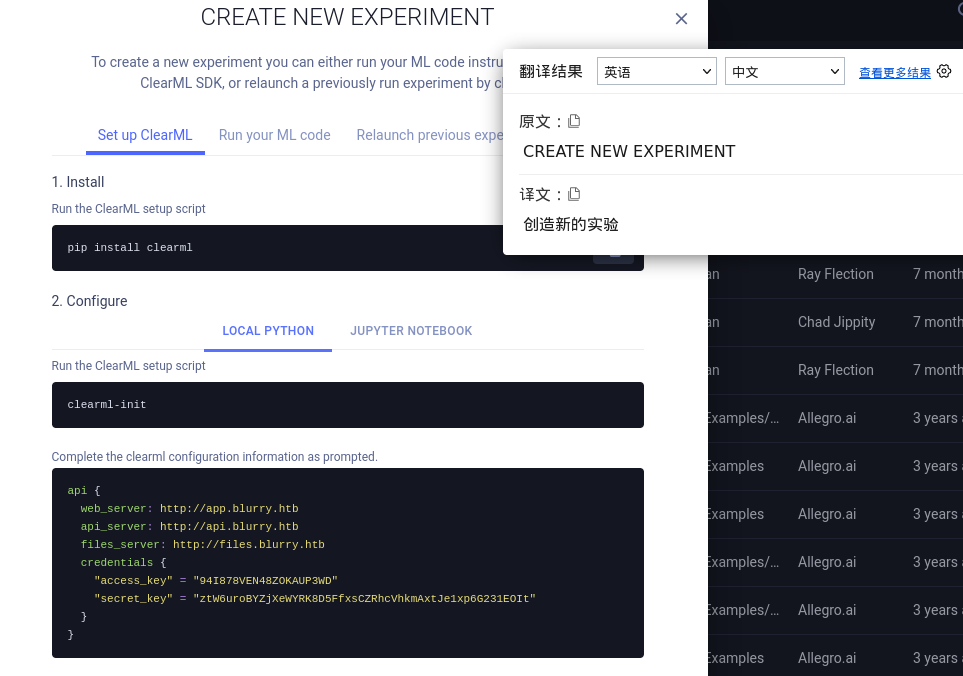 CREATE NEW EXPERIMENT
To create a new experiment you can either run your ML code instru
ClearML SDK, or relaunch a previously run experiment by cl
Set up ClearML
Run your ML code
Relaunch previous expe
1. Install
Run the ClearML setup script
pip install clearml
2. Configure
LOCAL PYTHON
JUPYTER NOTEBOOK
Run the ClearML setup script
clearml-init
Complete the clearml configuration information as prompted.
api {
web_server: http://app.blurry.htb
api_server: http://api.blurry.htb
files_server: http://files.blurry.htb
credentials {
"access_key" = "94I878VEN48ZOKAUP3WD"
"secret_key" = "ztW6uroBYZjXeWYRK8D5FfxsCZRhcVhkmAxtJe1xp6G231EOIt"
}
}
翻译结果
英语
中文
查看更多结果
原文：
CREATE NEW EXPERIMENT
译文：
创造新的实验
an Ray Flection 7 month
an Chad Jippity 7 month
an Ray Flection 7 month
Examples/... Allegro.ai 3 years
Examples Allegro.ai 3 years
Examples Allegro.ai 3 years
Examples/... Allegro.ai 3 years
Examples/... Allegro.ai 3 years
Examples Allegro.ai 3 years